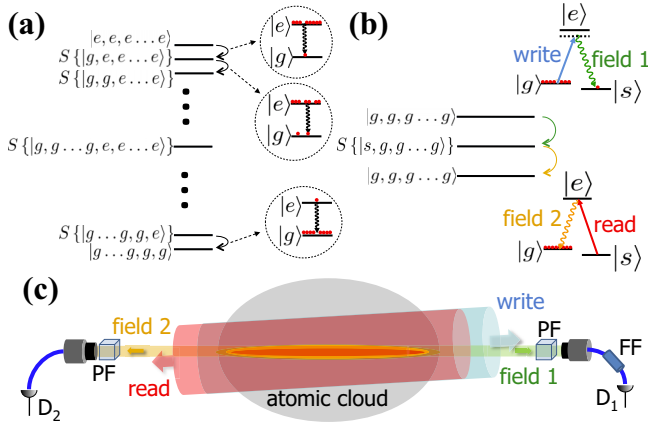 (a)
|e, e, e . . . e⟩
S{|g, e, e . . . e⟩}
S{|g, g, e . . . e⟩}
S{|g, g . . . g, e, e . . . e⟩}
S{|g . . . g, g, e⟩}
|g . . . g, g, g⟩
|e⟩
|g⟩
|e⟩
|g⟩
|e⟩
|g⟩
(b)
|e⟩
write
field 1
|g⟩
|s⟩
|g, g, g . . . g⟩
S{|s, g, g . . . g⟩}
|g, g, g . . . g⟩
|e⟩
field 2
read
|g⟩
|s⟩
(c)
write
field 2
PF
PF
FF
read
field 1
atomic cloud
D2
D1